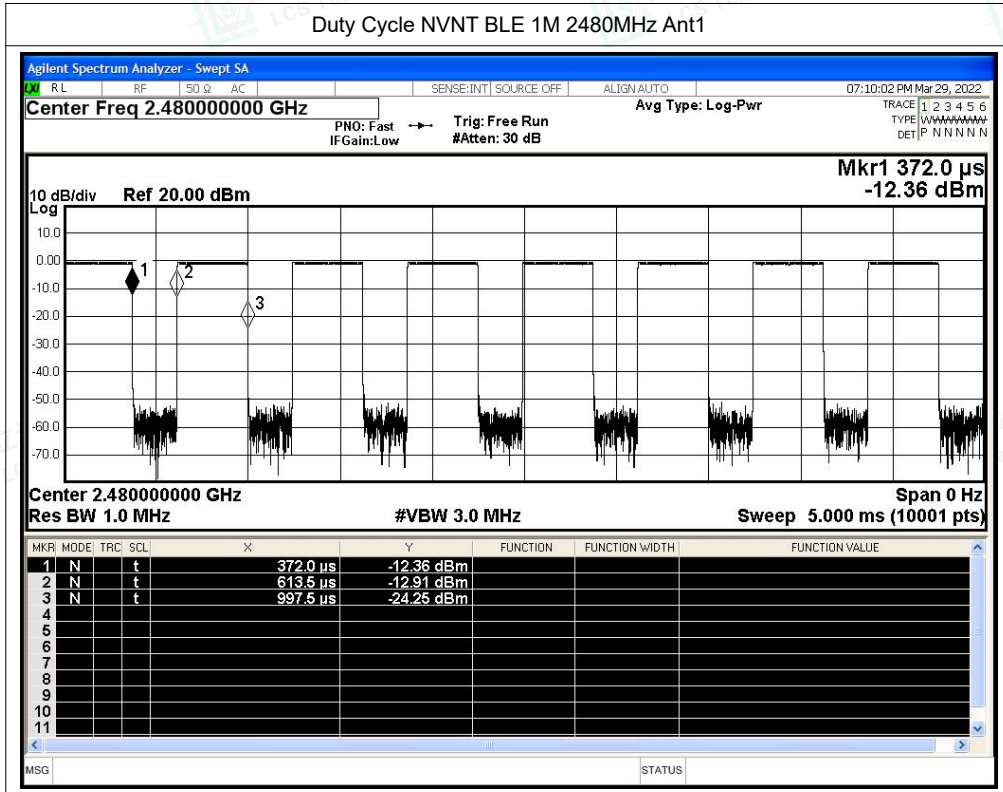 Duty Cycle NVNT BLE 1M 2480MHz Ant1
Agilent Spectrum Analyzer - Swept SA
LXI RL RF 50 Ω AC SENSE:INT SOURCE OFF ALIGN AUTO 07:10:02 PM Mar 29, 2022
Center Freq 2.480000000 GHz Avg Type: Log-Pwr TRACE 1 2 3 4 5 6
PNO: Fast Trig: Free Run TYPE WWWWWW
IFGain:Low #Atten: 30 dB DET P N N N N N
Mkr1 372.0 µs
-12.36 dBm
10 dB/div Ref 20.00 dBm
Log
10.0
0.00
-10.0
-20.0
-30.0
-40.0
-50.0
-60.0
-70.0
1
2
3
Center 2.480000000 GHz Span 0 Hz
Res BW 1.0 MHz #VBW 3.0 MHz Sweep 5.000 ms (10001 pts)
MKR MODE TRC SCL X Y FUNCTION FUNCTION WIDTH FUNCTION VALUE
1 N t 372.0 µs -12.36 dBm
2 N t 613.5 µs -12.91 dBm
3 N t 997.5 µs -24.25 dBm
4
5
6
7
8
9
10
11
MSG STATUS